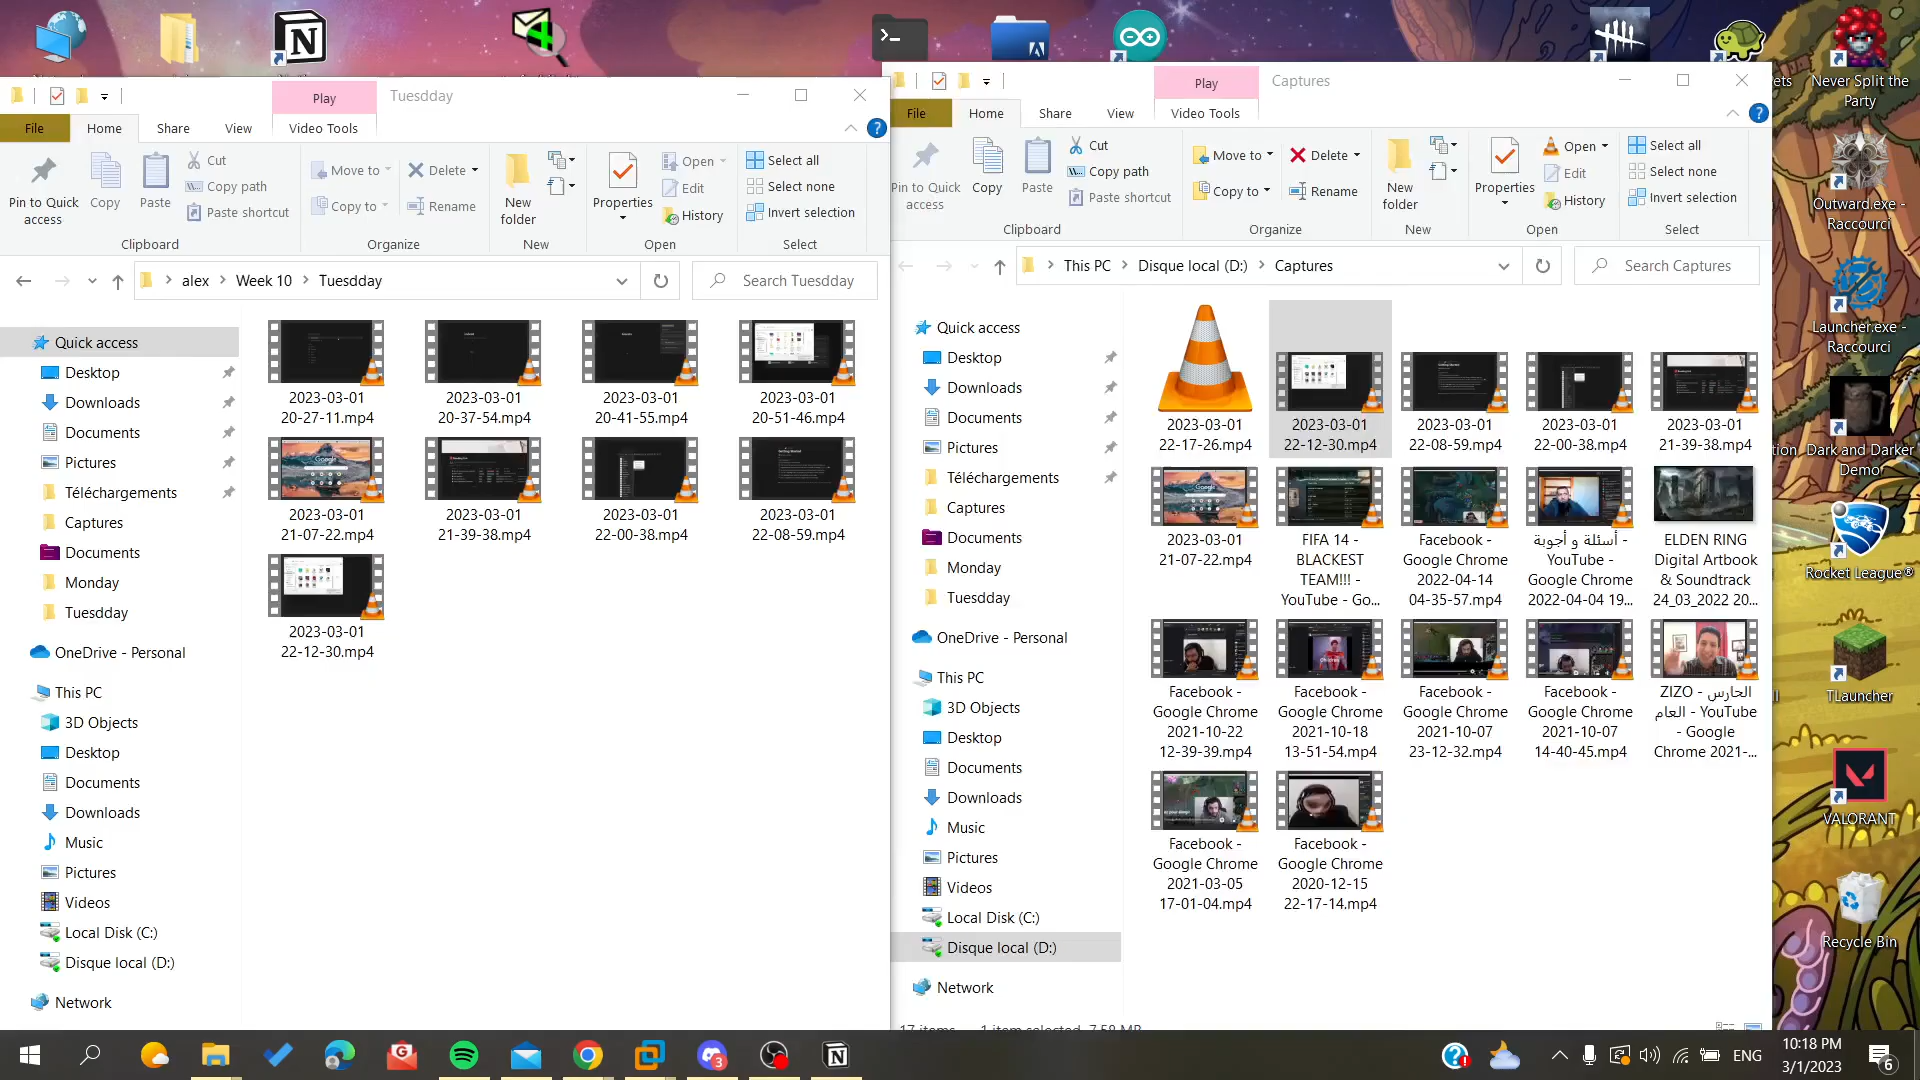 Play
Tuesdday
File
Home
Share
View
Video Tools
Pin to Quick
access
Copy
Paste
Cut
Copy path
Paste shortcut
Clipboard
Move to
Copy to
Delete
Rename
Organize
New
folder
New
Properties
Open
Edit
History
Open
Select all
Select none
Invert selection
Select
alex
Week 10
Tuesdday
Search Tuesdday
Quick access
Desktop
Downloads
Documents
Pictures
Téléchargements
Captures
Documents
Monday
Tuesdday
OneDrive - Personal
This PC
3D Objects
Desktop
Documents
Downloads
Music
Pictures
Videos
Local Disk (C:)
Disque local (D:)
Network
2023-03-01
20-27-11.mp4
2023-03-01
20-37-54.mp4
2023-03-01
20-41-55.mp4
2023-03-01
20-51-46.mp4
2023-03-01
21-07-22.mp4
2023-03-01
21-39-38.mp4
2023-03-01
22-00-38.mp4
2023-03-01
22-08-59.mp4
2023-03-01
22-12-30.mp4
Play
Captures
File
Home
Share
View
Video Tools
Pin to Quick
access
Copy
Paste
Cut
Copy path
Paste shortcut
Clipboard
Move to
Copy to
Delete
Rename
Organize
New
folder
New
Properties
Open
Edit
History
Open
Select all
Select none
Invert selection
Select
This PC
Disque local (D:)
Captures
Search Captures
Quick access
Desktop
Downloads
Documents
Pictures
Téléchargements
Captures
Documents
Monday
Tuesdday
OneDrive - Personal
This PC
3D Objects
Desktop
Documents
Downloads
Music
Pictures
Videos
Local Disk (C:)
Disque local (D:)
Network
2023-03-01
22-17-26.mp4
2023-03-01
22-12-30.mp4
2023-03-01
22-08-59.mp4
2023-03-01
22-00-38.mp4
2023-03-01
21-39-38.mp4
2023-03-01
21-07-22.mp4
FIFA 14 -
BLACKEST
TEAM!!! -
YouTube - Go...
Facebook -
Google Chrome
2022-04-14
04-35-57.mp4
أسئلة و أجوبة -
YouTube -
Google Chrome
2022-04-04 19...
ELDEN RING
Digital Artbook
& Soundtrack
24_03_2022 20...
Facebook -
Google Chrome
2021-10-22
12-39-39.mp4
Facebook -
Google Chrome
2021-10-18
13-51-54.mp4
Facebook -
Google Chrome
2021-10-07
23-12-32.mp4
Facebook -
Google Chrome
2021-10-07
14-40-45.mp4
ZIZO - الحارس
العام - YouTube
- Google
Chrome 2021-...
Facebook -
Google Chrome
2021-03-05
17-01-04.mp4
Facebook -
Google Chrome
2020-12-15
22-17-14.mp4
17 items
1 item selected 7.58 MB
Never Split the
Party
Outward.exe -
Raccourci
Launcher.exe -
Raccourci
Dark and Darker
Demo
Rocket League®
TLauncher
VALORANT
Recycle Bin
ENG
10:18 PM
3/1/2023
3
6